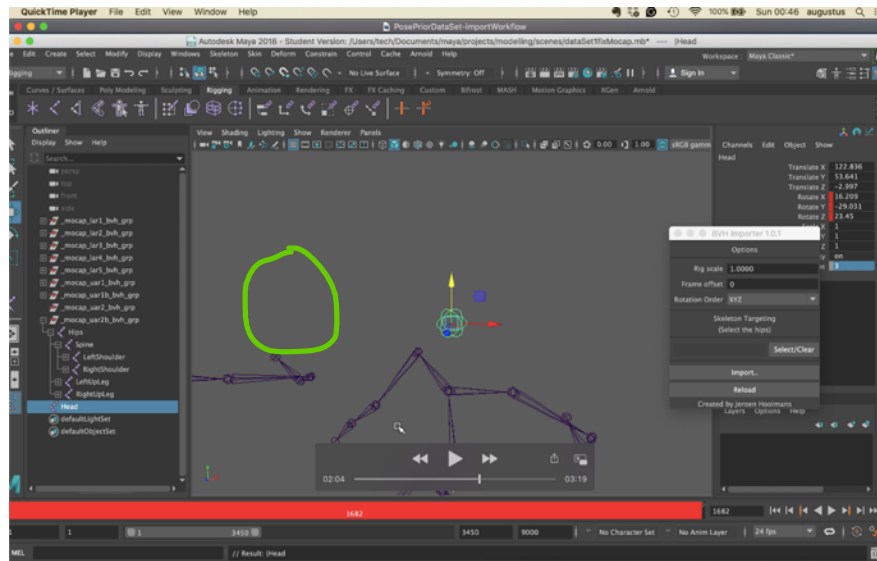 QuickTime Player File Edit View Window Help 100% Sun 00:46 augustus
PosePriorDataSet-importWorkflow
Autodesk Maya 2018 - Student Version: /Users/tech/Documents/maya/projects/modelling/scenes/dataSet1fixMocap.mb* --- |Head
Edit Create Select Modify Display Windows Skeleton Skin Deform Constrain Control Cache Arnold Help Workspace Maya Classic*
No Live Surface Symmetry: Off Sign In
Curves / Surfaces Poly Modeling Sculpting Rigging Animation Rendering FX FX Caching Custom Bifrost MASH Motion Graphics XGen Arnold
Outliner
Display Show Help
Search...
persp
top
front
side
_mocap_lar1_bvh_grp
_mocap_lar2_bvh_grp
_mocap_lar3_bvh_grp
_mocap_lar4_bvh_grp
_mocap_lar5_bvh_grp
_mocap_uar1_bvh_grp
_mocap_uar1b_bvh_grp
_mocap_uar2_bvh_grp
_mocap_uar2b_bvh_grp
Hips
Spine
LeftShoulder
RightShoulder
LeftUpLeg
RightUpLeg
Head
defaultLightSet
defaultObjectSet
View Shading Lighting Show Renderer Panels
0.00 1.00 sRGB gamm
Channels Edit Object Show
Head
Translate X 122.836
Translate Y 53.641
Translate Z -2.997
Rotate X 16.209
Rotate Y -29.031
Rotate Z 23.45
X 1
Y 1
Z 1
on
BVH Importer 1.0.1
Options
Rig scale 1.0000
Frame offset 0
Rotation Order XYZ
Skeleton Targeting
(Select the hips)
Select/Clear
Import..
Reload
Created by Jeroen Hoolmans
Layers Options Help
02:04 03:19
1682 1682
1 1 3450 3450 9000 No Character Set No Anim Layer 24 fps
MEL // Result: |Head